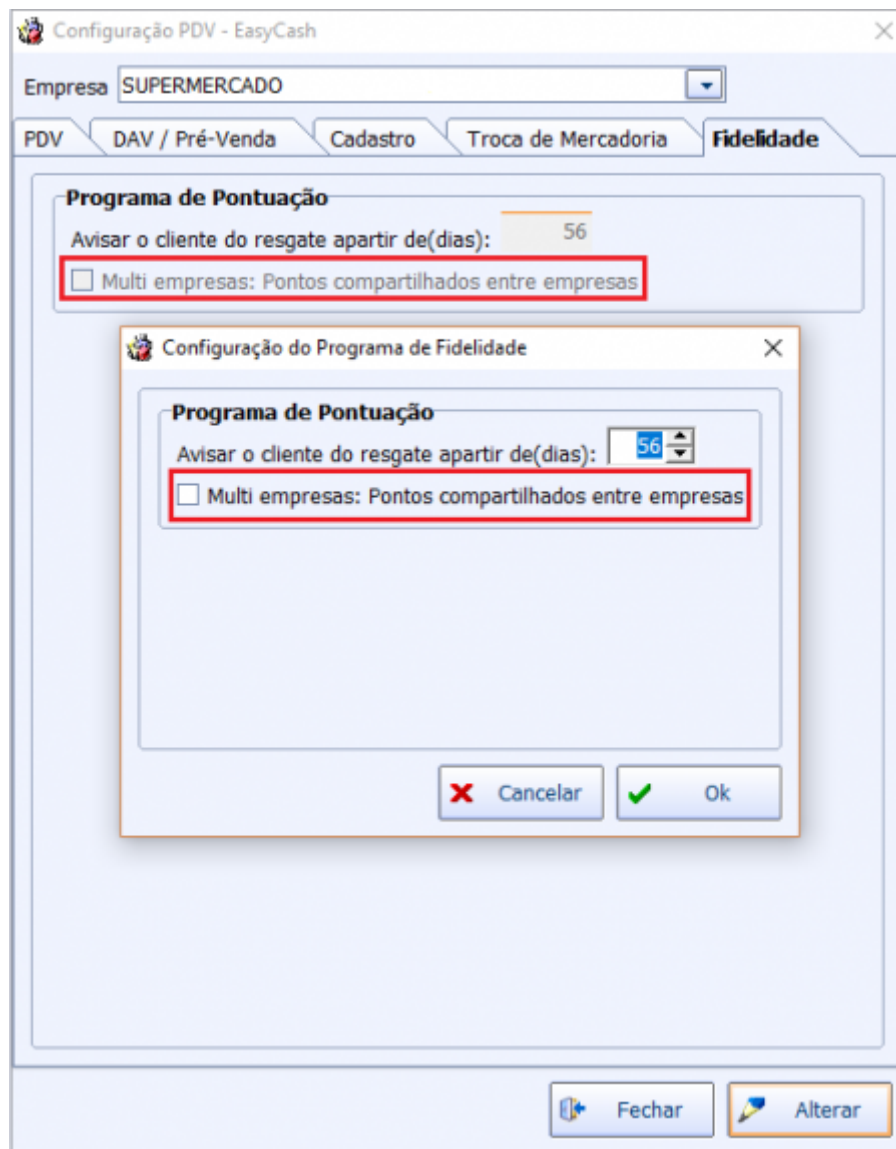 Configuração PDV - EasyCash
Empresa SUPERMERCADO
PDV DAV / Pré-Venda Cadastro Troca de Mercadoria Fidelidade
Programa de Pontuação
Avisar o cliente do resgate apartir de(dias): 56
Multi empresas: Pontos compartilhados entre empresas
Configuração do Programa de Fidelidade
Programa de Pontuação
Avisar o cliente do resgate apartir de(dias): 56
Multi empresas: Pontos compartilhados entre empresas
Cancelar Ok
Fechar Alterar